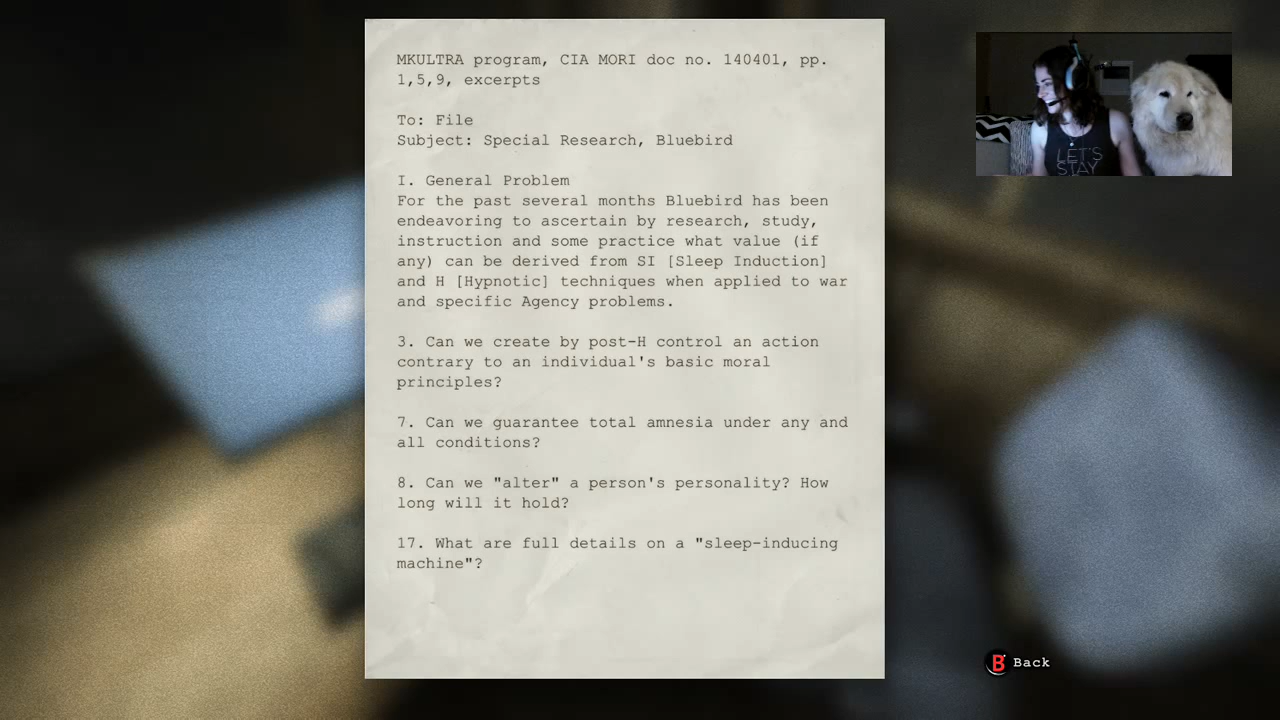 MKULTRA program, CIA MORI doc no. 140401, pp.
1,5,9, excerpts
To: File
Subject: Special Research, Bluebird
I. General Problem
For the past several months Bluebird has been
endeavoring to ascertain by research, study,
instruction and some practice what value (if
any) can be derived from SI [Sleep Induction]
and H [Hypnotic] techniques when applied to war
and specific Agency problems.
3. Can we create by post-H control an action
contrary to an individual's basic moral
principles?
7. Can we guarantee total amnesia under any and
all conditions?
8. Can we "alter" a person's personality? How
long will it hold?
17. What are full details on a "sleep-inducing
machine"?
LET'S
STAY
B Back